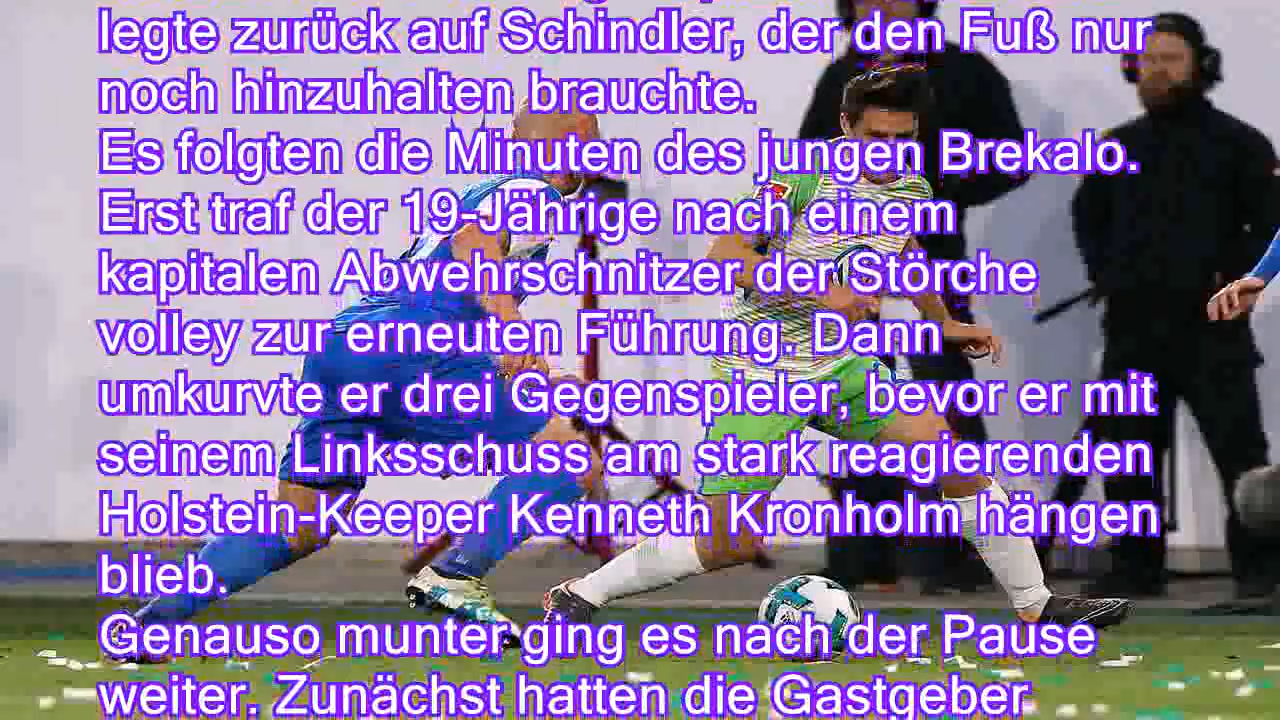 legte zurück auf Schindler, der den Fuß nur
noch hinzuhalten brauchte.
Es folgten die Minuten des jungen Brekalo.
Erst traf der 19-Jährige nach einem
kapitalen Abwehrschnitzer der Störche
volley zur erneuten Führung. Dann
umkurvte er drei Gegenspieler, bevor er mit
seinem Linksschuss am stark reagierenden
Holstein-Keeper Kenneth Kronholm hängen
blieb.
Genauso munter ging es nach der Pause
weiter. Zunächst hatten die Gastgeber